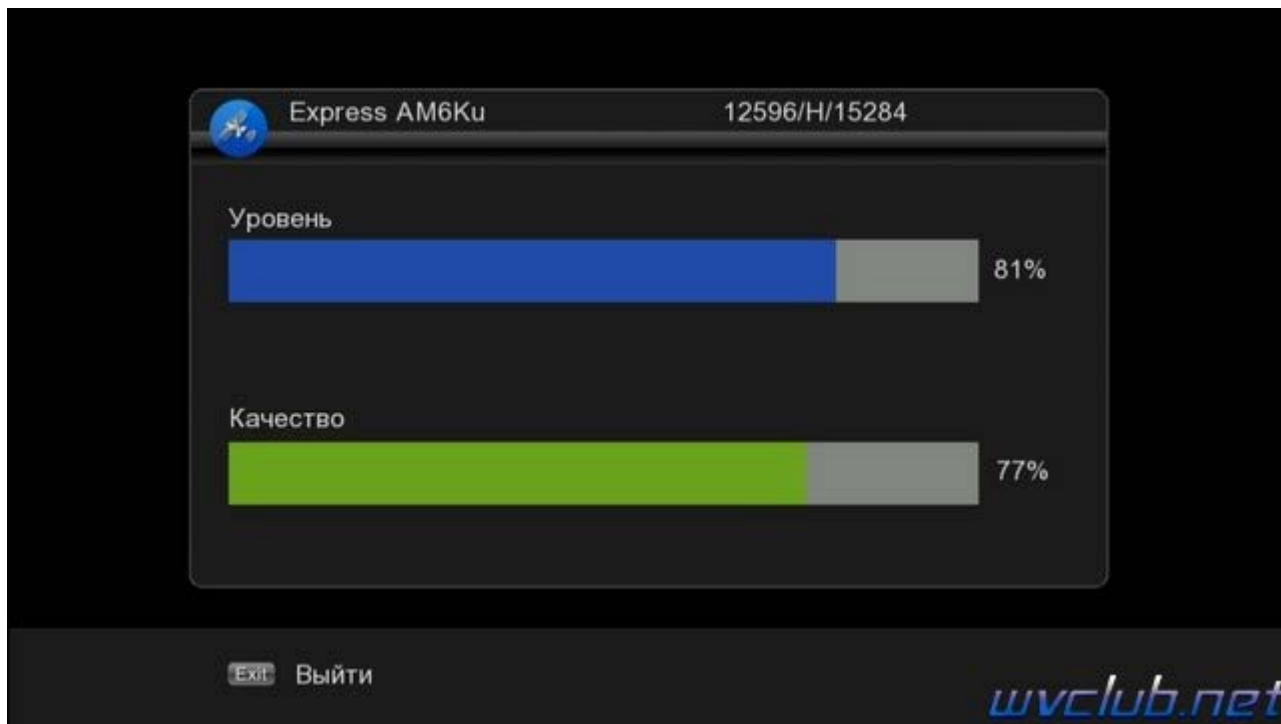 Express AM6Ku 12596/H/15284
Уровень
81%
Качество
77%
Exit Выйти
wvclub.net